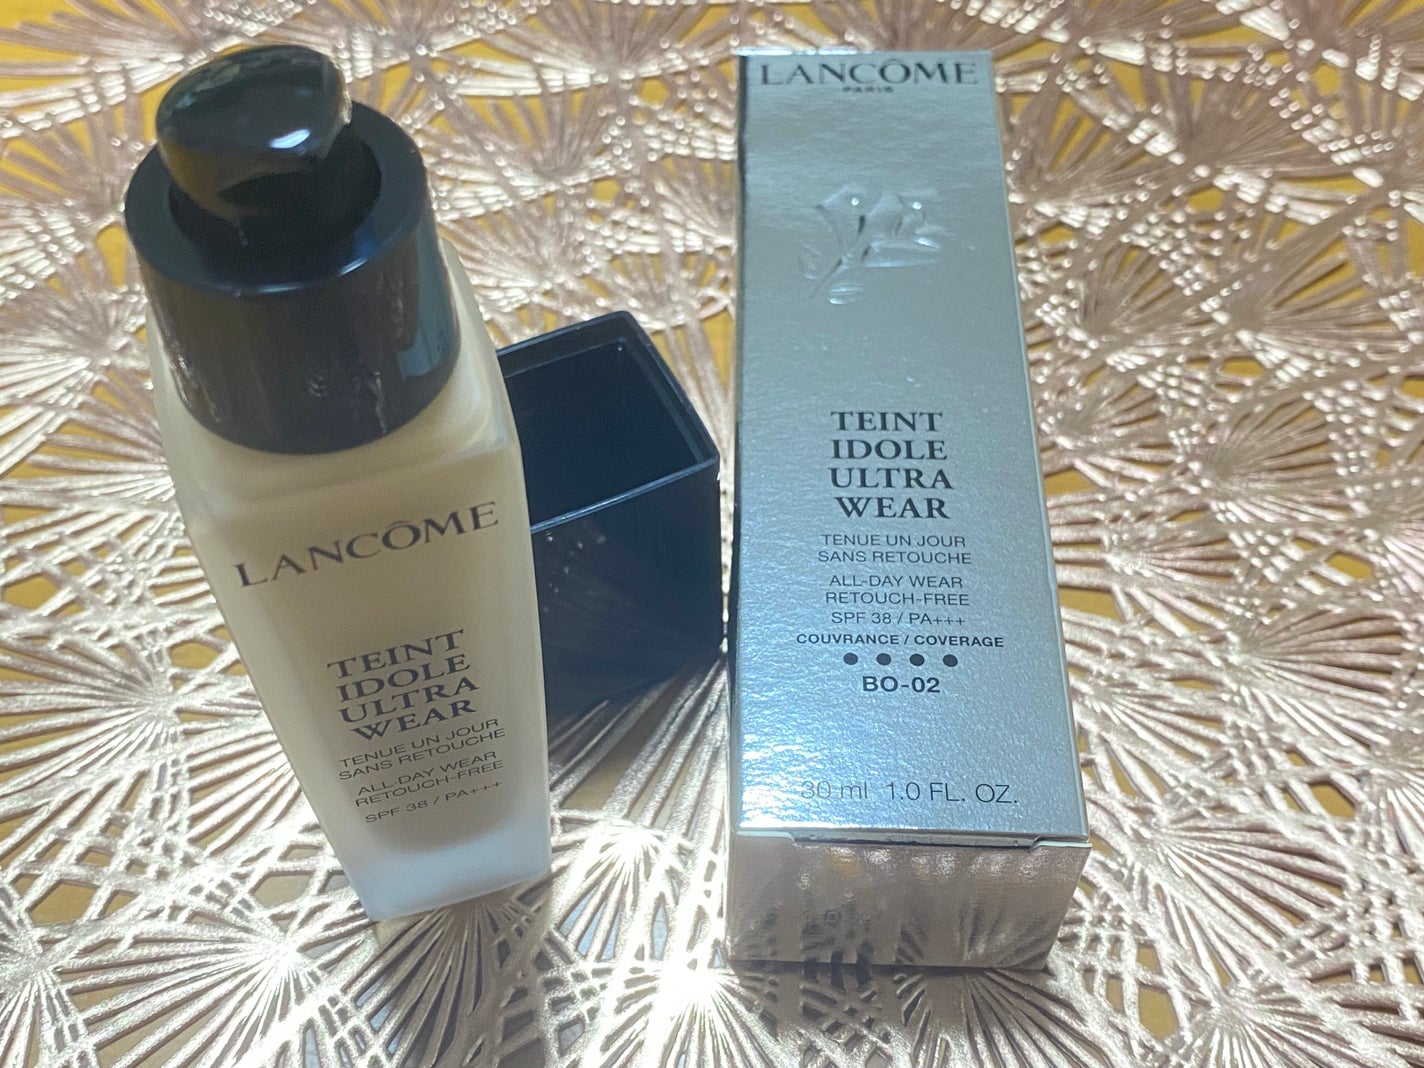 LANCÔME
TEINT
IDOLE
ULTRA
WEAR
TENUE UN JOUR
SANS RETOUCHE
ALL-DAY WEAR
RETOUCH-FREE
SPF 38 / PA+++
LANCÔME
PARIS
TEINT
IDOLE
ULTRA
WEAR
TENUE UN JOUR
SANS RETOUCHE
ALL-DAY WEAR
RETOUCH-FREE
SPF 38 / PA+++
COUVRANCE / COVERAGE
BO-02
30 ml 1.0 FL. OZ.